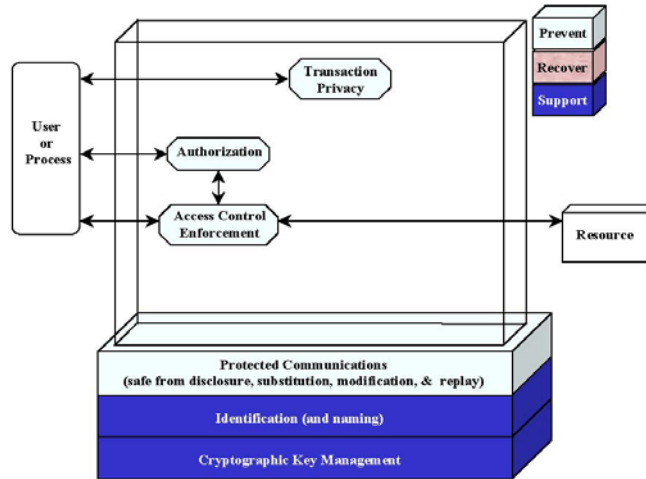 Prevent
Recover
Support
User
or
Process
Transaction
Privacy
Authorization
Access Control
Enforcement
Resource
Protected Communications
(safe from disclosure, substitution, modification, & replay)
Identification (and naming)
Cryptographic Key Management